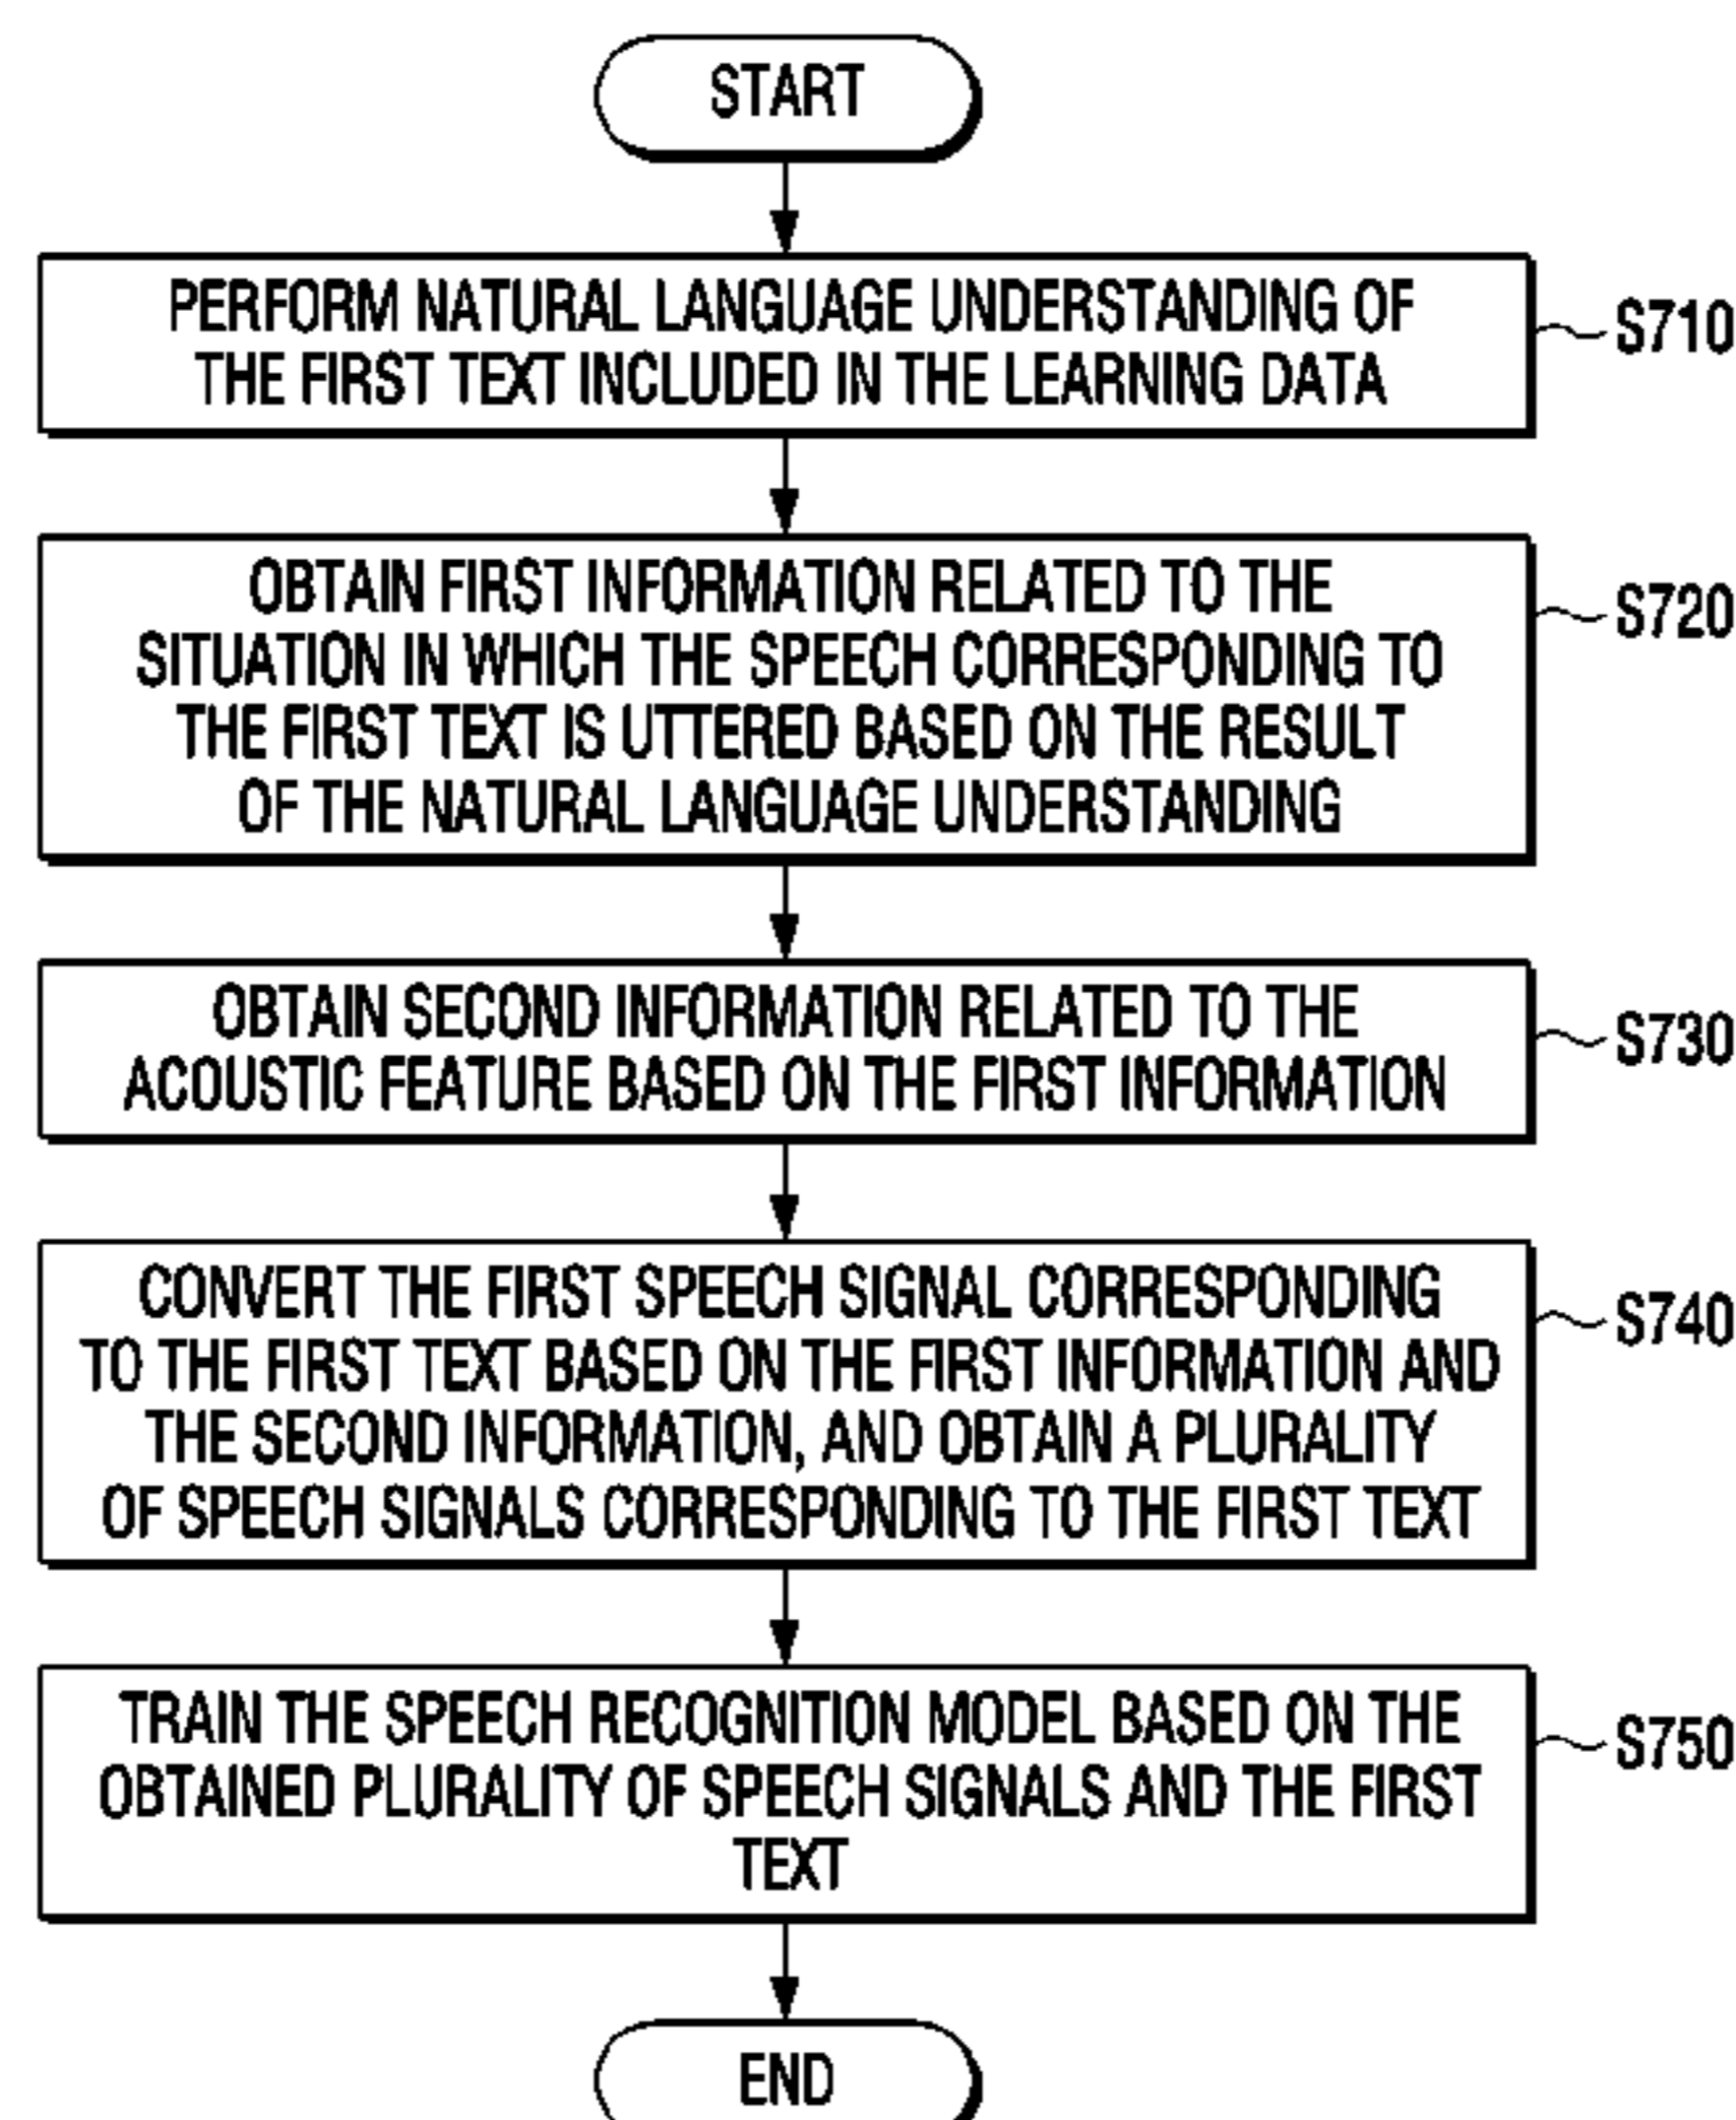 START
PERFORM NATURAL LANGUAGE UNDERSTANDING OF
THE FIRST TEXT INCLUDED IN THE LEARNING DATA
S710
OBTAIN FIRST INFORMATION RELATED TO THE
SITUATION IN WHICH THE SPEECH CORRESPONDING TO
THE FIRST TEXT IS UTTERED BASED ON THE RESULT
OF THE NATURAL LANGUAGE UNDERSTANDING
S720
OBTAIN SECOND INFORMATION RELATED TO THE
ACOUSTIC FEATURE BASED ON THE FIRST INFORMATION
S730
CONVERT THE FIRST SPEECH SIGNAL CORRESPONDING
TO THE FIRST TEXT BASED ON THE FIRST INFORMATION AND
THE SECOND INFORMATION, AND OBTAIN A PLURALITY
OF SPEECH SIGNALS CORRESPONDING TO THE FIRST TEXT
S740
TRAIN THE SPEECH RECOGNITION MODEL BASED ON THE
OBTAINED PLURALITY OF SPEECH SIGNALS AND THE FIRST
TEXT
S750
END